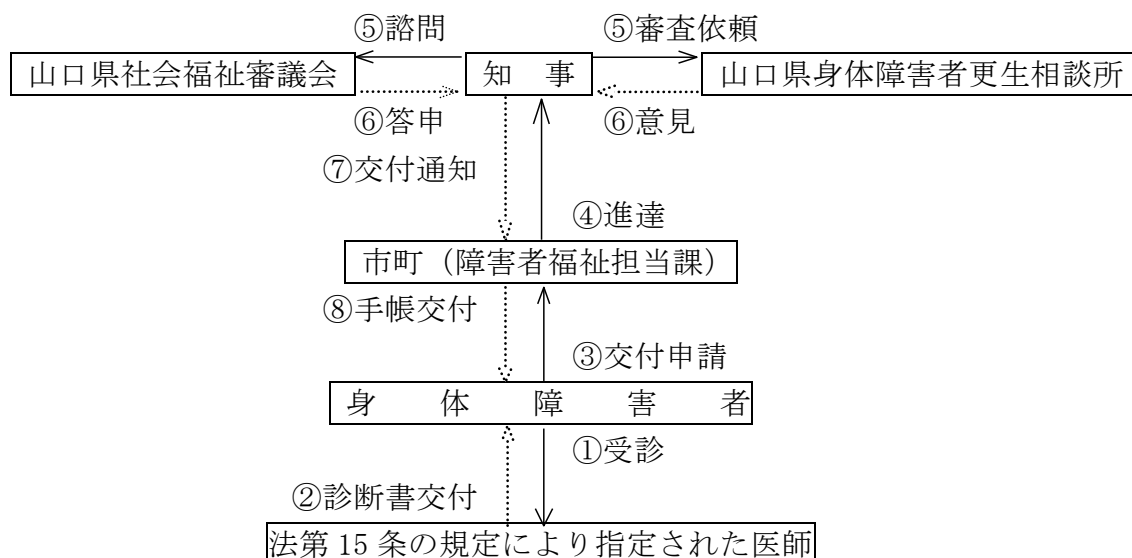 ⑤諮問 ⑤審査依頼
山口県社会福祉審議会 知 事 山口県身体障害者更生相談所
⑥答申 ⑥意見
⑦交付通知
④進達
市町（障害者福祉担当課）
⑧手帳交付
③交付申請
身 体 障 害 者
①受診
②診断書交付
法第 15 条の規定により指定された医師